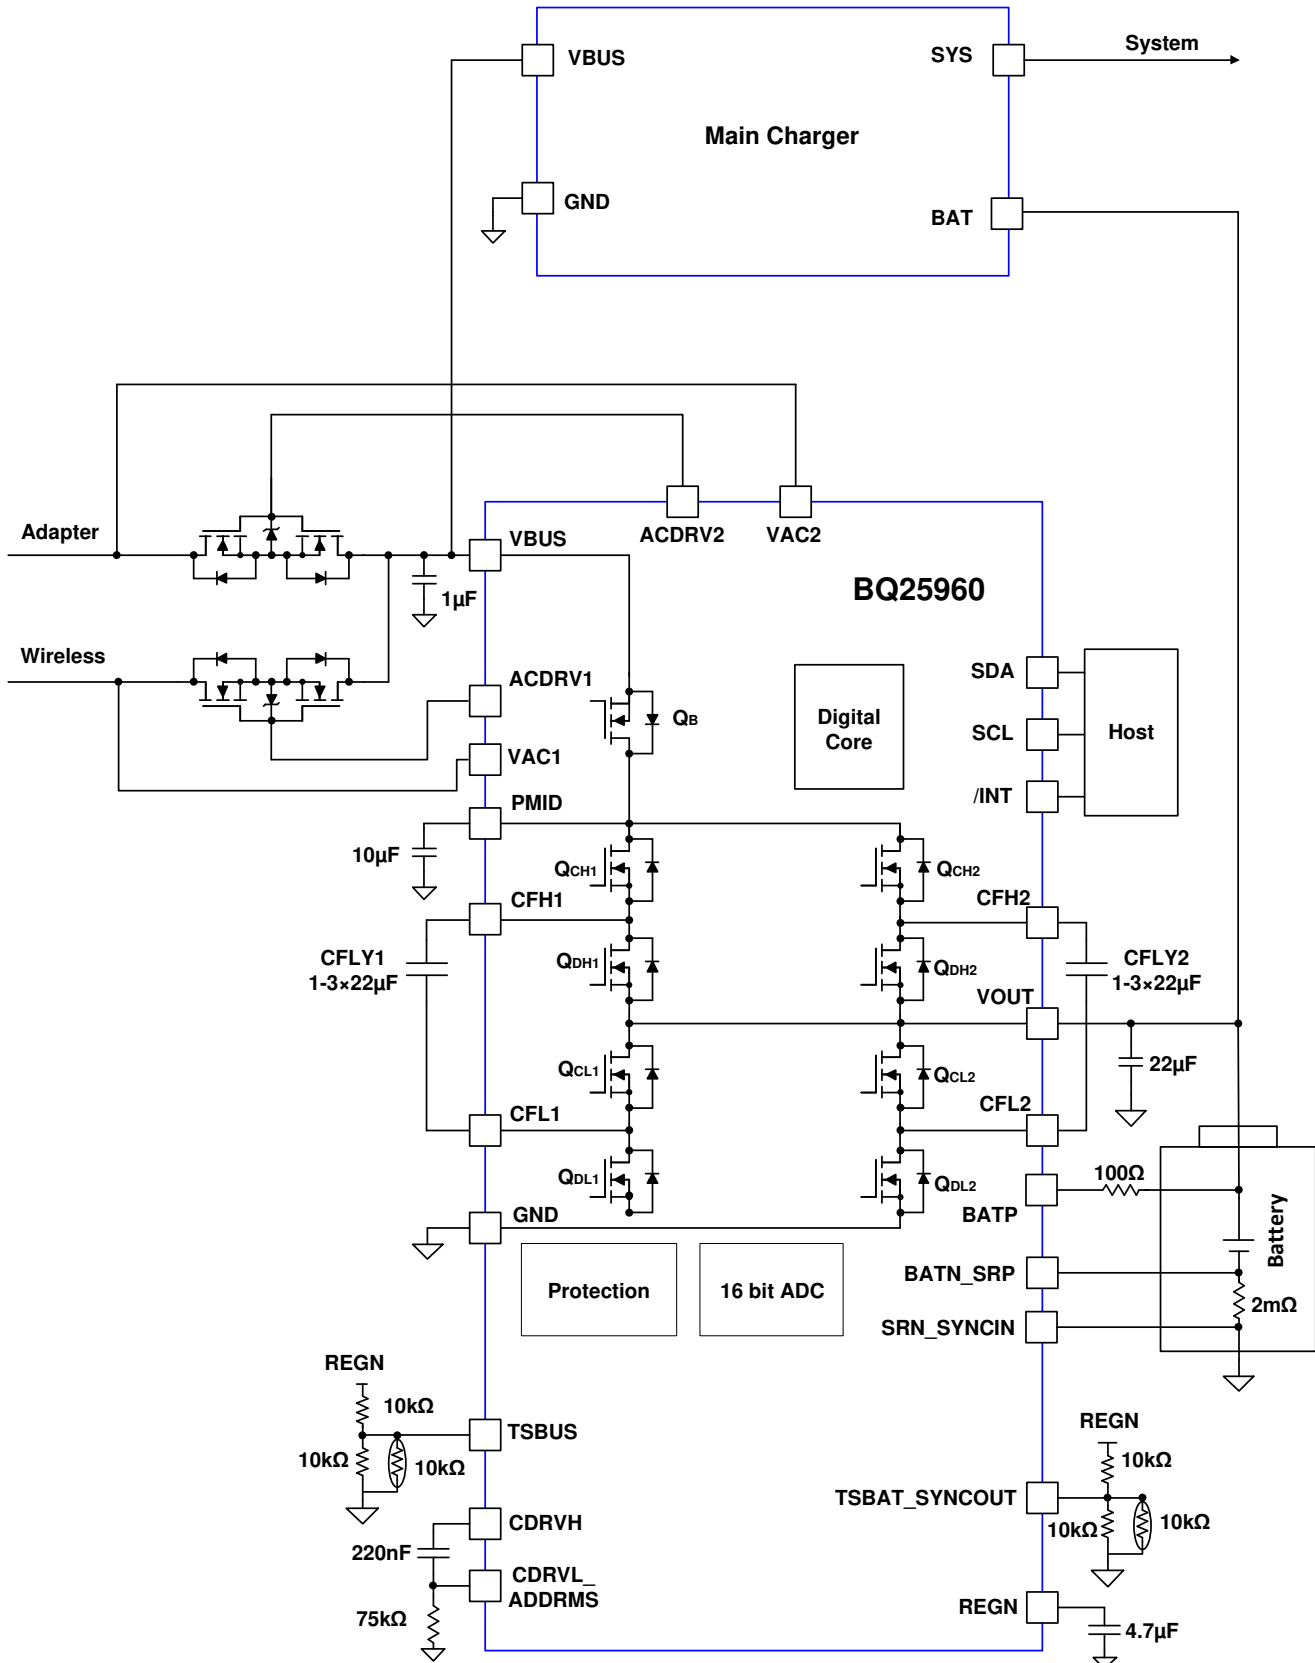 VBUS
SYS
System
Main Charger
GND
BAT
Adapter
ACDRV2
VAC2
VBUS
1µF
BQ25960
Wireless
ACDRV1
VAC1
QB
Digital
Core
SDA
SCL
/INT
Host
PMID
10µF
QCH1
QCH2
CFH1
CFH2
CFLY1
1-3×22µF
QDH1
QDH2
CFLY2
1-3×22µF
VOUT
22µF
QCL1
QCL2
CFL1
CFL2
QDL1
QDL2
100Ω
BATP
GND
Battery
BATN_SRP
2mΩ
SRN_SYNCIN
Protection
16 bit ADC
REGN
10kΩ
TSBUS
10kΩ
10kΩ
REGN
10kΩ
TSBAT_SYNCOUT
10kΩ
10kΩ
CDRVH
220nF
CDRVL_
ADDRMS
75kΩ
REGN
4.7µF